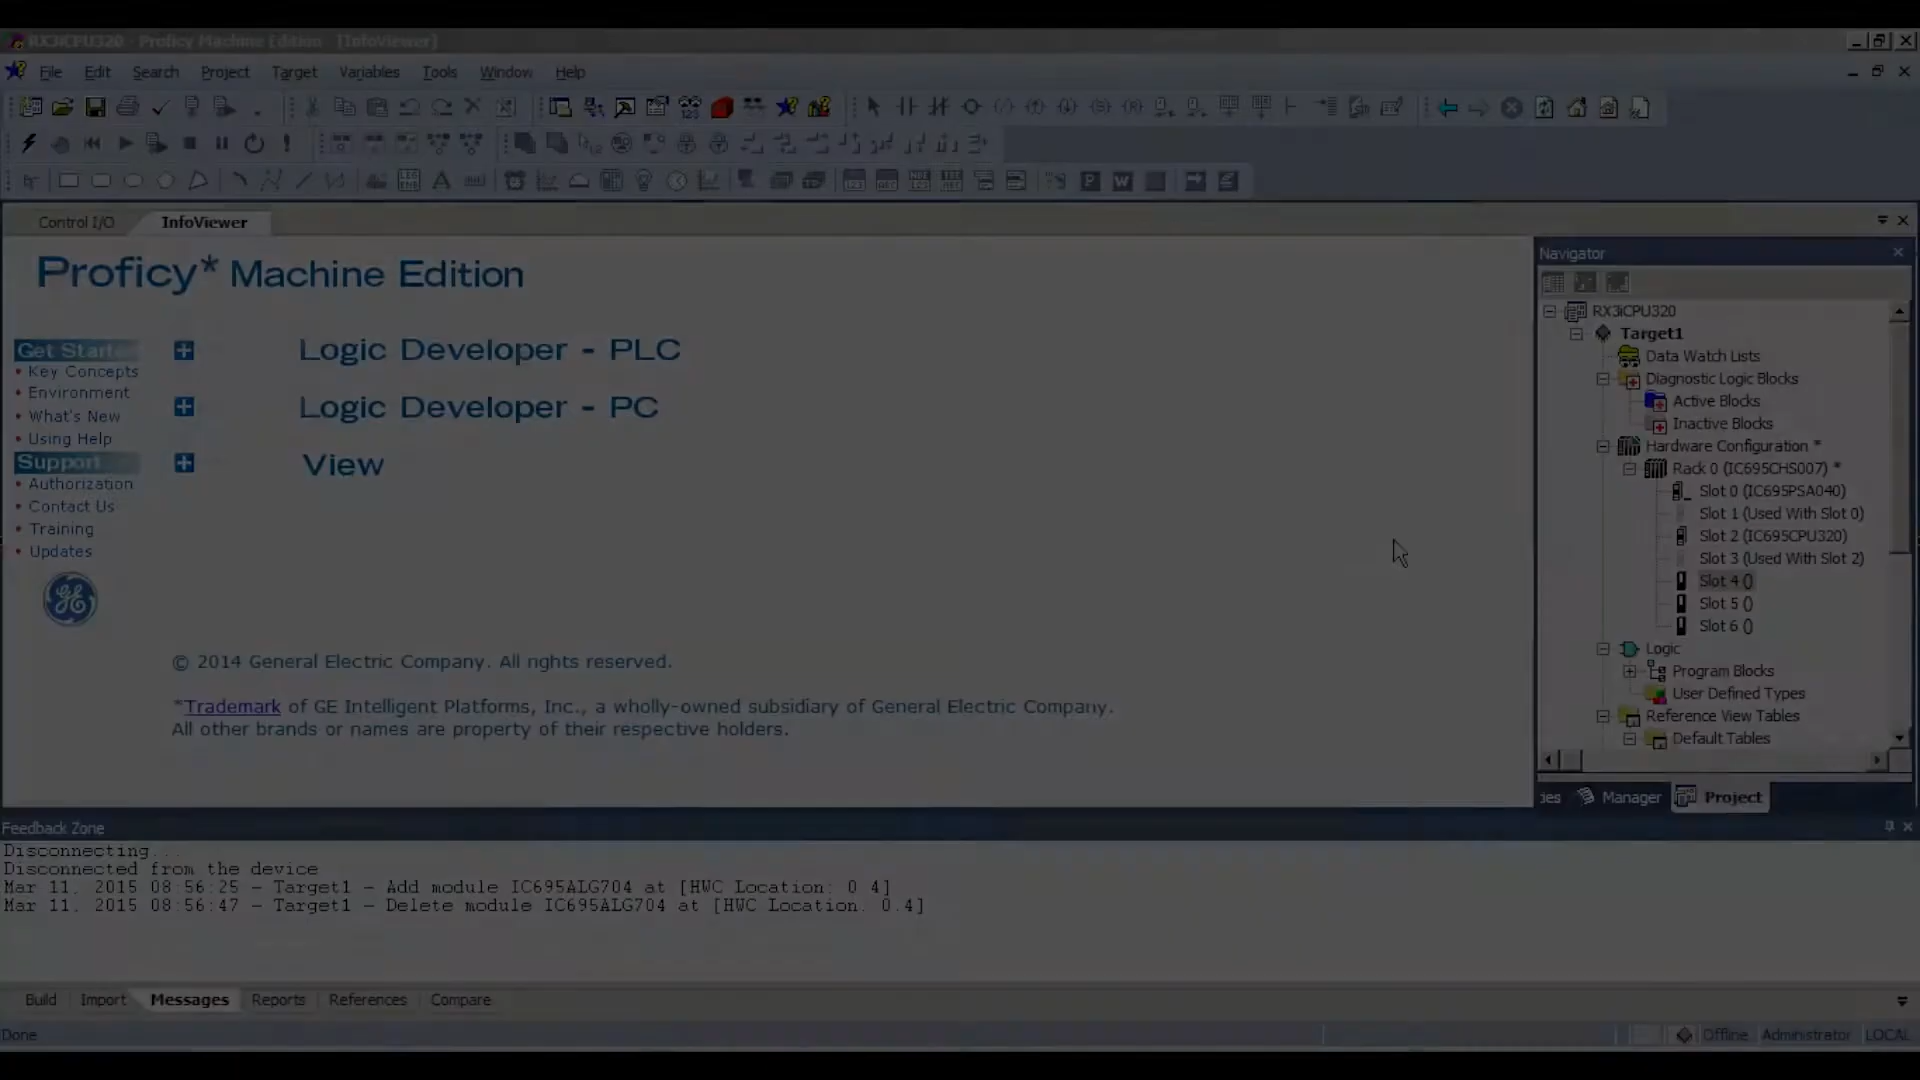 RX3iCPU320 - Proficy Machine Edition - [InfoViewer]
File Edit Search Project Target Variables Tools Window Help
Control I/O InfoViewer
Proficy* Machine Edition
Get Starte
• Key Concepts
• Environment
• What's New
• Using Help
Support
• Authorization
• Contact Us
• Training
• Updates
Logic Developer - PLC
Logic Developer - PC
View
© 2014 General Electric Company. All rights reserved.
*Trademark of GE Intelligent Platforms, Inc., a wholly-owned subsidiary of General Electric Company.
All other brands or names are property of their respective holders.
Navigator
RX3iCPU320
Target1
Data Watch Lists
Diagnostic Logic Blocks
Active Blocks
Inactive Blocks
Hardware Configuration *
Rack 0 (IC695CHS007) *
Slot 0 (IC695PSA040)
Slot 1 (Used With Slot 0)
Slot 2 (IC695CPU320)
Slot 3 (Used With Slot 2)
Slot 4 ()
Slot 5 ()
Slot 6 ()
Logic
Program Blocks
User Defined Types
Reference View Tables
Default Tables
ies Manager Project
Feedback Zone
Disconnecting...
Disconnected from the device
Mar 11, 2015 08:56:25 - Target1 - Add module IC695ALG704 at [HWC Location: 0.4]
Mar 11, 2015 08:56:47 - Target1 - Delete module IC695ALG704 at [HWC Location: 0.4]
Build Import Messages Reports References Compare
Done
Offline Administrator LOCAL